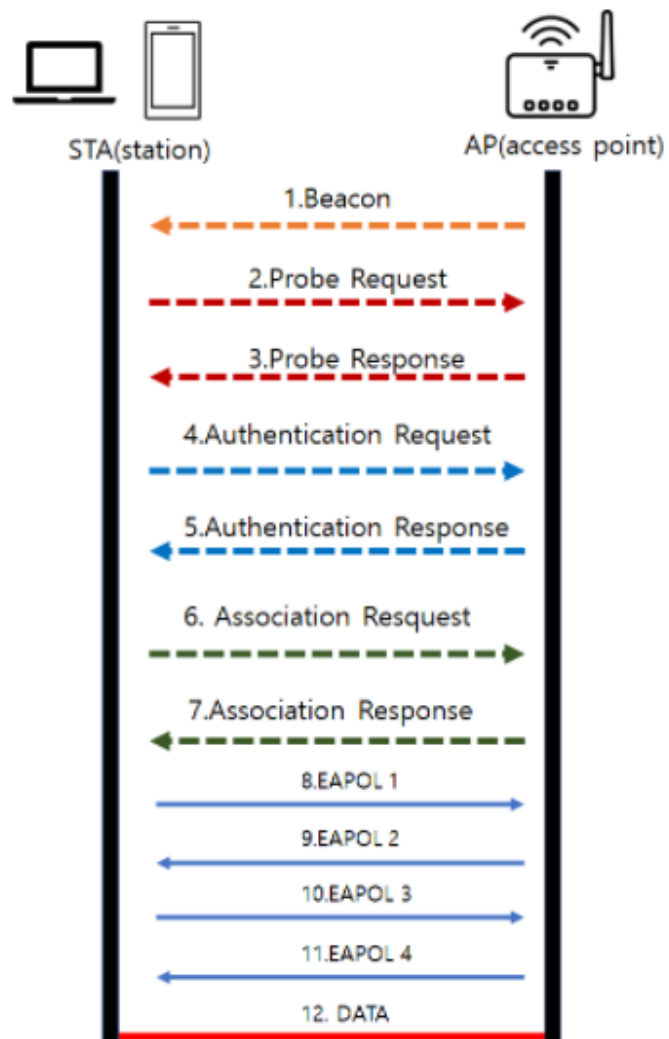 STA(station)
AP(access point)
1.Beacon
2.Probe Request
3.Probe Response
4.Authentication Request
5.Authentication Response
6. Association Resquest
7.Association Response
8.EAPOL 1
9.EAPOL 2
10.EAPOL 3
11.EAPOL 4
12. DATA